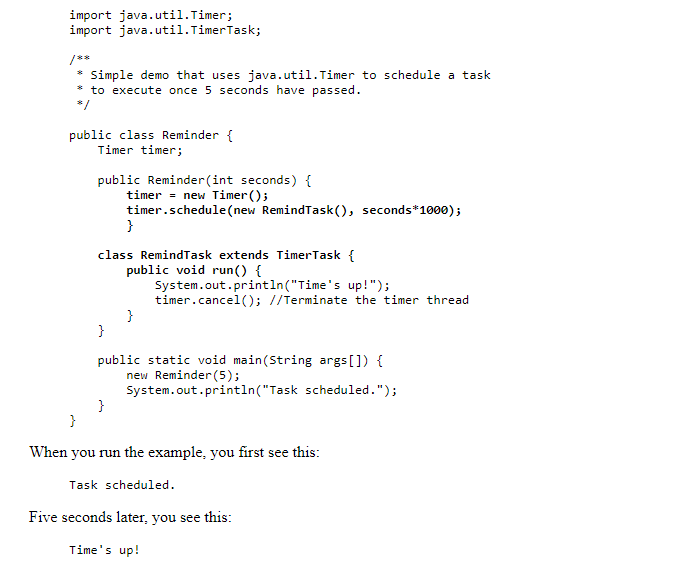 import java.util.Timer;
import java.util.TimerTask;

/**
 * Simple demo that uses java.util.Timer to schedule a task
 * to execute once 5 seconds have passed.
 */

public class Reminder {
    Timer timer;

    public Reminder(int seconds) {
        timer = new Timer();
        timer.schedule(new RemindTask(), seconds*1000);
        }

    class RemindTask extends TimerTask {
        public void run() {
            System.out.println("Time's up!");
            timer.cancel(); //Terminate the timer thread
        }
    }

    public static void main(String args[]) {
        new Reminder(5);
        System.out.println("Task scheduled.");
    }
}
When you run the example, you first see this:
Task scheduled.
Five seconds later, you see this:
Time's up!